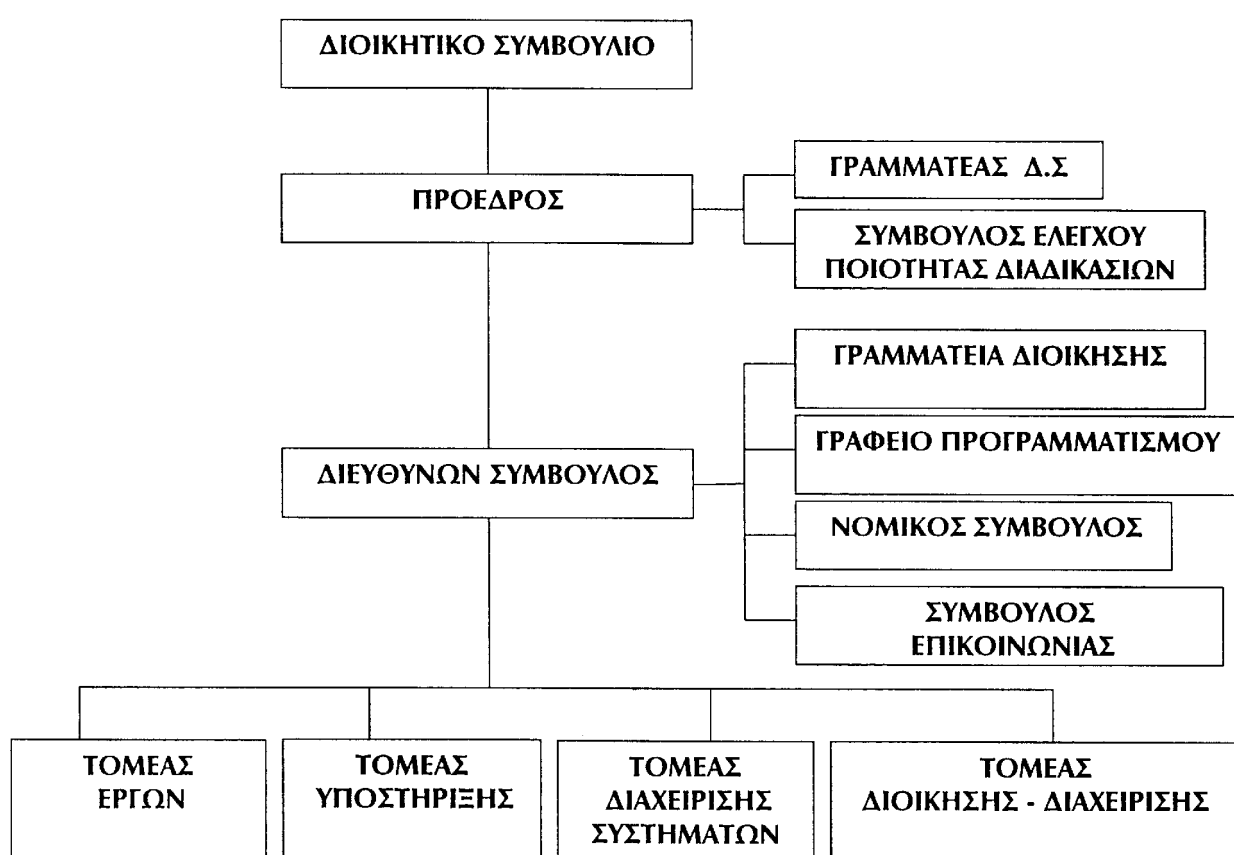 ΔΙΟΙΚΗΤΙΚΟ ΣΥΜΒΟΥΛΙΟ
ΠΡΟΕΔΡΟΣ
ΓΡΑΜΜΑΤΕΑΣ Δ.Σ
ΣΥΜΒΟΥΛΟΣ ΕΛΕΓΧΟΥ
ΠΟΙΟΤΗΤΑΣ ΔΙΑΔΙΚΑΣΙΩΝ
ΔΙΕΥΘΥΝΩΝ ΣΥΜΒΟΥΛΟΣ
ΓΡΑΜΜΑΤΕΙΑ ΔΙΟΙΚΗΣΗΣ
ΓΡΑΦΕΙΟ ΠΡΟΓΡΑΜΜΑΤΙΣΜΟΥ
ΝΟΜΙΚΟΣ ΣΥΜΒΟΥΛΟΣ
ΣΥΜΒΟΥΛΟΣ
ΕΠΙΚΟΙΝΩΝΙΑΣ
ΤΟΜΕΑΣ
ΕΡΓΩΝ
ΤΟΜΕΑΣ
ΥΠΟΣΤΗΡΙΞΗΣ
ΤΟΜΕΑΣ
ΔΙΑΧΕΙΡΙΣΗΣ
ΣΥΣΤΗΜΑΤΩΝ
ΤΟΜΕΑΣ
ΔΙΟΙΚΗΣΗΣ - ΔΙΑΧΕΙΡΙΣΗΣ